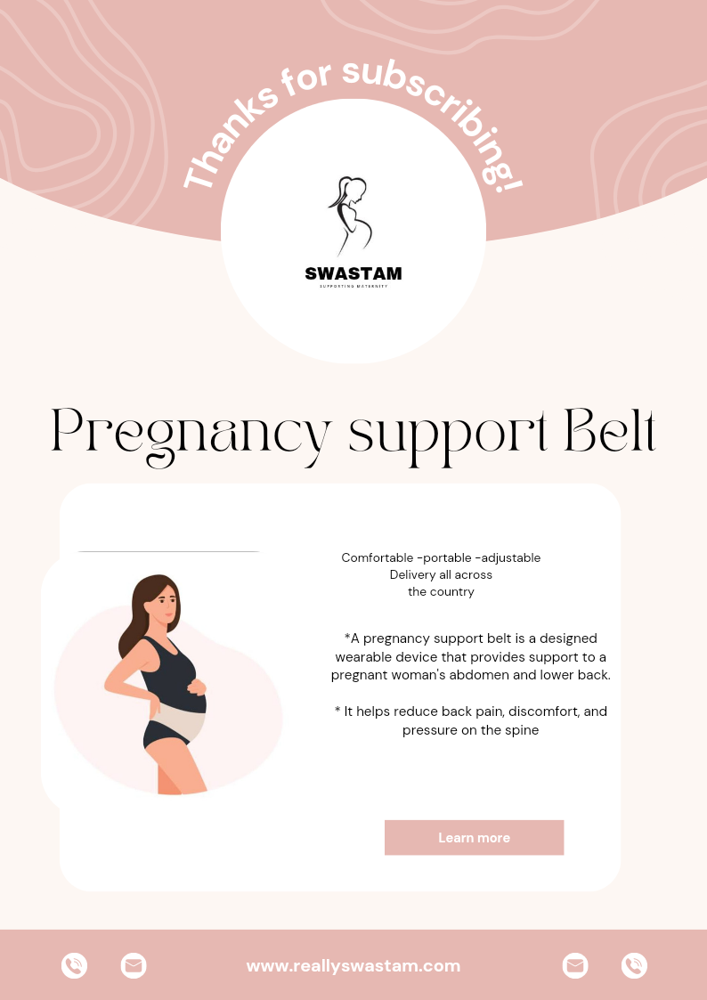 Thanks for subscribing!
SWASTAM
SUPPORTING MATERNITY
Pregnancy support Belt
Comfortable -portable -adjustable
Delivery all across
the country
*A pregnancy support belt is a designed
wearable device that provides support to a
pregnant woman's abdomen and lower back.
* It helps reduce back pain, discomfort, and
pressure on the spine
Learn more
www.reallyswastam.com